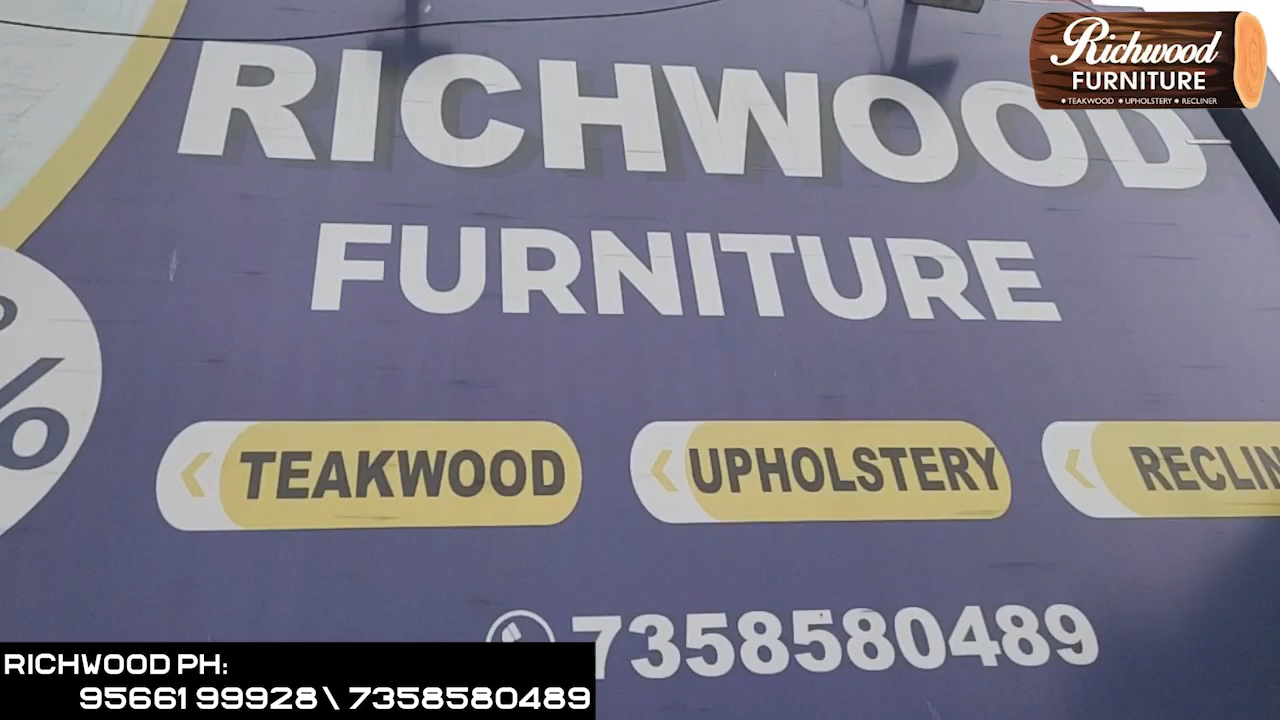 Richwood
FURNITURE
TEAKWOOD UPHOLSTERY RECLINER
RICHWOOD
FURNITURE
%
TEAKWOOD
UPHOLSTERY
RECLIN
7358580489
RICHWOOD PH:
95661 99928 \ 7358580489